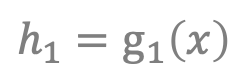 h₁ = g₁(x)